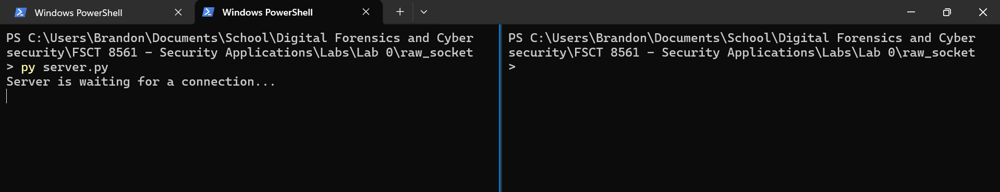 Windows PowerShell
Windows PowerShell
PS C:\Users\Brandon\Documents\School\Digital Forensics and Cyber
security\FSCT 8561 - Security Applications\Labs\Lab 0\raw_socket
> py server.py
Server is waiting for a connection...
PS C:\Users\Brandon\Documents\School\Digital Forensics and Cyber
security\FSCT 8561 - Security Applications\Labs\Lab 0\raw_socket
>